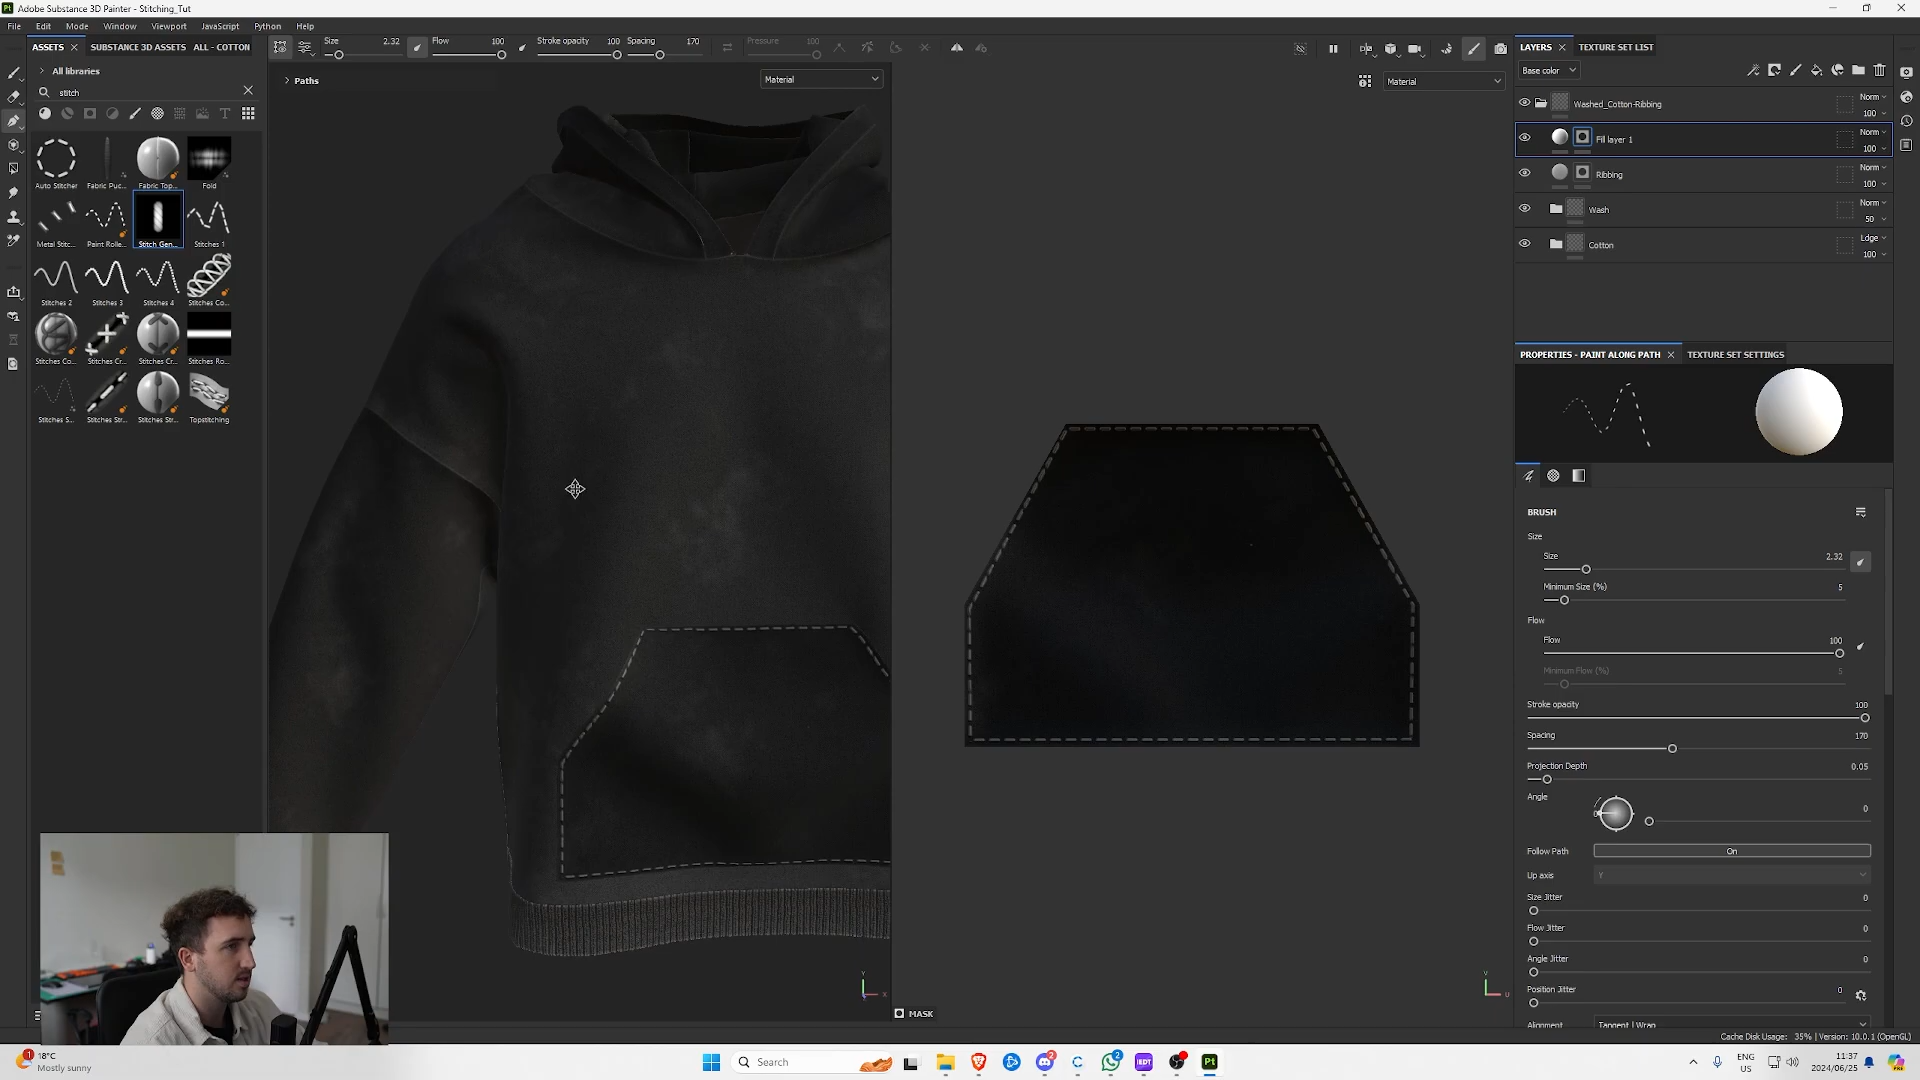 Adobe Substance 3D Painter - Stitching_Tut
File Edit Mode Window Viewport JavaScript Python Help
ASSETS SUBSTANCE 3D ASSETS ALL - COTTON
Size 2.32 Flow 100 Stroke opacity 100 Spacing 170 Pressure 100
All libraries
stitch
Auto Stitcher Fabric Puc... Fabric Top... Fold
Metal Stitc... Paint Rolle... Stitch Gen... Stitches 1
Stitches 2 Stitches 3 Stitches 4 Stitches Co...
Stitches Co... Stitches Cr... Stitches Cr... Stitches Ro...
Stitches S... Stitches Str... Stitches Str... Topstitching
Paths
Material
Material
MASK
LAYERS TEXTURE SET LIST
Base color
Washed_Cotton-Ribbing Norm 100
Fill layer 1 Norm 100
Ribbing Norm 100
Wash Norm 50
Cotton Ldge 100
PROPERTIES - PAINT ALONG PATH TEXTURE SET SETTINGS
BRUSH
Size
Size 2.32
Minimum Size (%) 5
Flow
Flow 100
Minimum Flow (%) 5
Stroke opacity 100
Spacing 170
Projection Depth 0.05
Angle 0
Follow Path On
Up axis Y
Size Jitter 0
Flow Jitter 0
Angle Jitter 0
Position Jitter 0
Alignment Tangent | Wrap
Cache Disk Usage: 35% | Version: 10.0.1 (OpenGL)
18°C
Mostly sunny
Search
ENG
US
11:37
2024/06/25